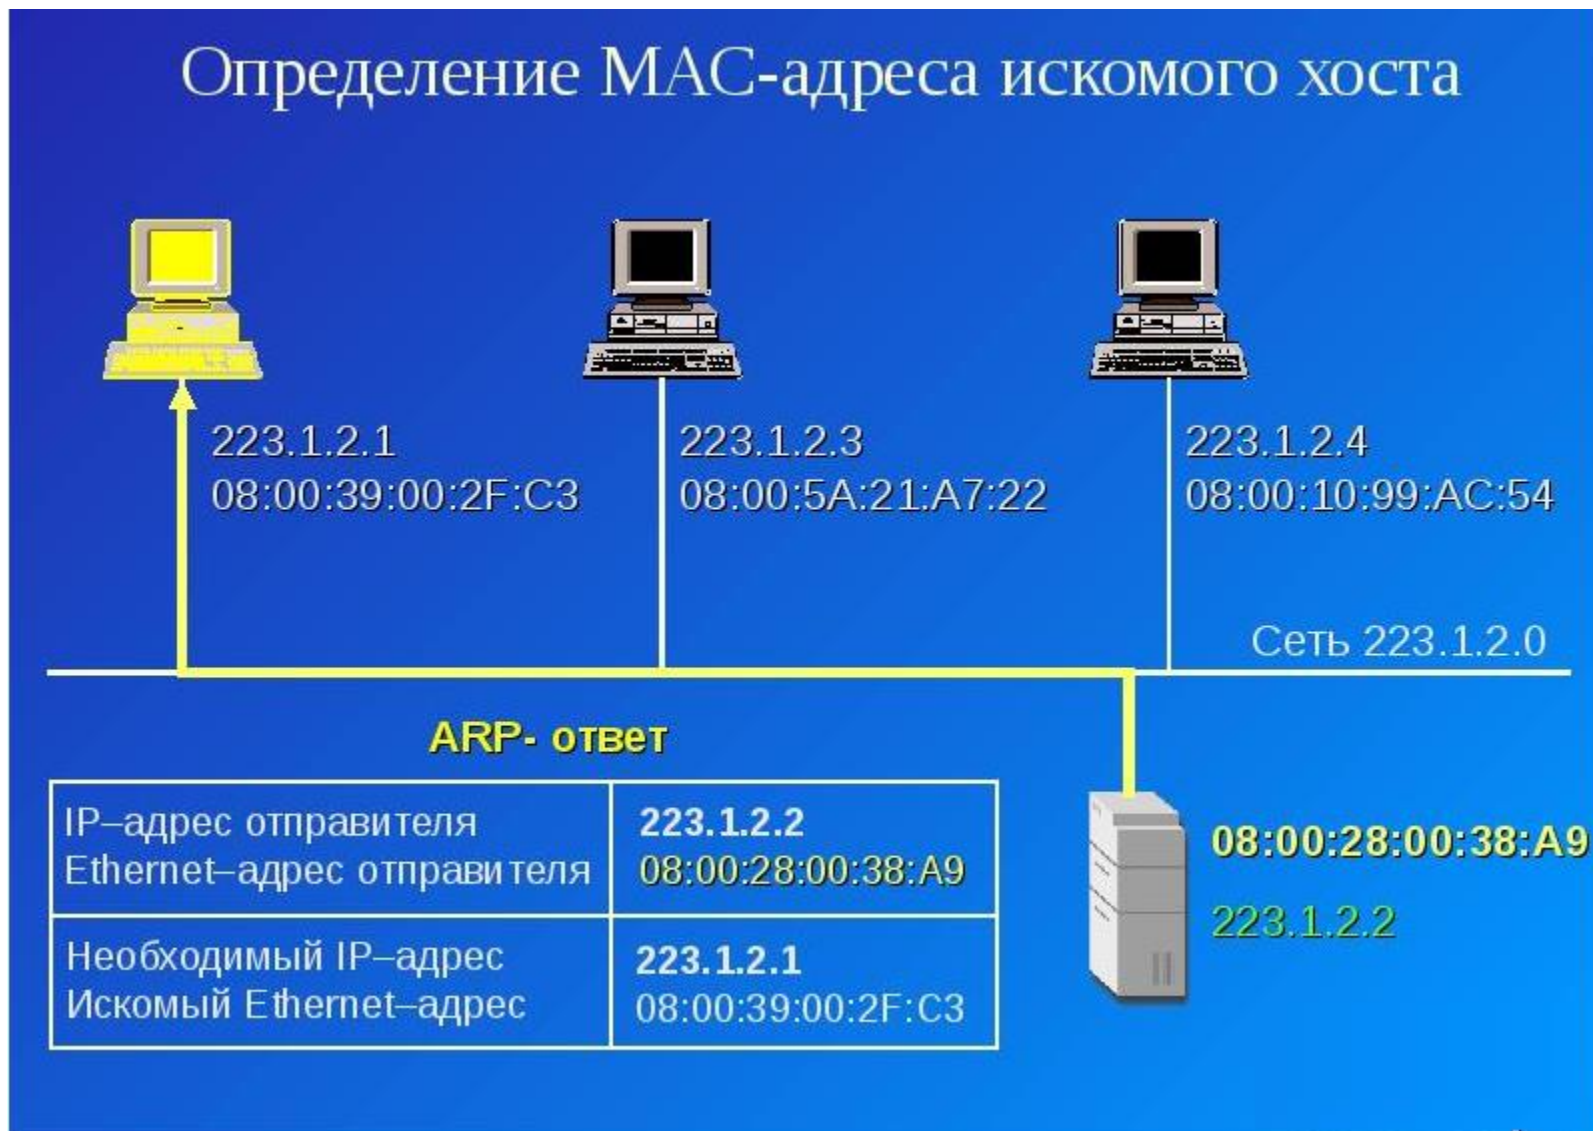 Определение MAC-адреса искомого хоста
223.1.2.1
08:00:39:00:2F:C3
223.1.2.3
08:00:5A:21:A7:22
223.1.2.4
08:00:10:99:AC:54
Сеть 223.1.2.0
ARP- ответ
IP–адрес отправителя 223.1.2.2
Ethernet–адрес отправителя 08:00:28:00:38:A9
Необходимый IP–адрес 223.1.2.1
Искомый Ethernet–адрес 08:00:39:00:2F:C3
08:00:28:00:38:A9
223.1.2.2